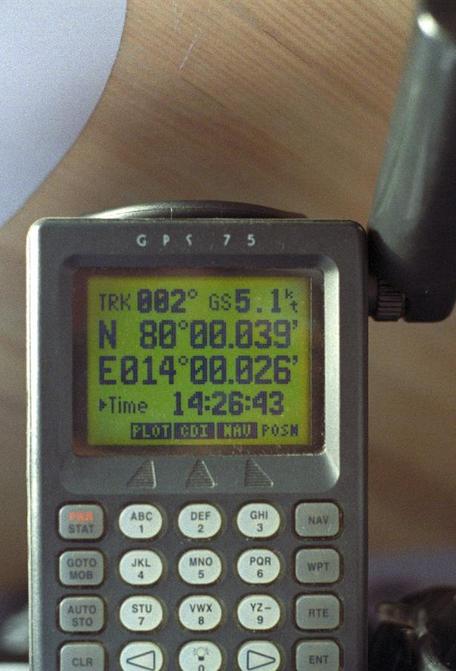 GPS 75
TRK 002° GS 5.1kt
N 80°00.039'
E014°00.026'
▸Time 14:26:43
PLOT CDI NAV POSN
PWR STAT ABC 1 DEF 2 GHI 3 NAV
GOTO MOB JKL 4 MNO 5 PQR 6 WPT
AUTO STO STU 7 VWX 8 YZ- 9 RTE
CLR 0 ENT